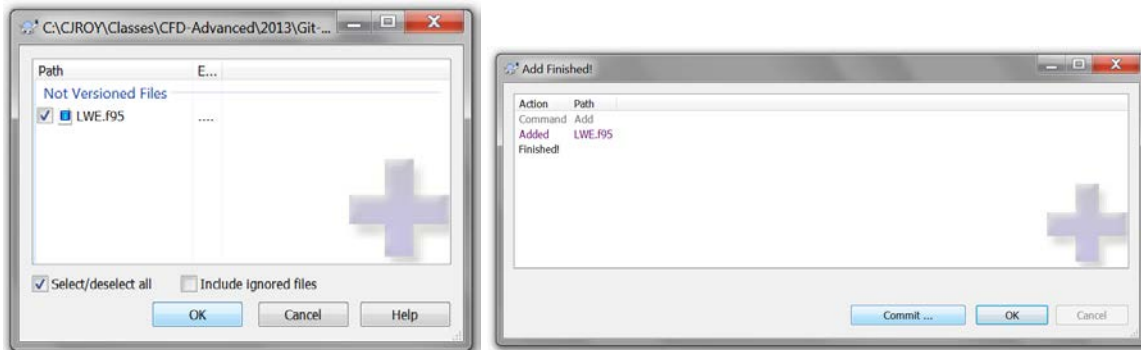 C:\CJROY\Classes\CFD-Advanced\2013\Git-...
Path E...
Not Versioned Files
LWE.f95 ....
Select/deselect all Include ignored files
OK Cancel Help
Add Finished!
Action Path
Command Add
Added LWE.f95
Finished!
Commit ... OK Cancel